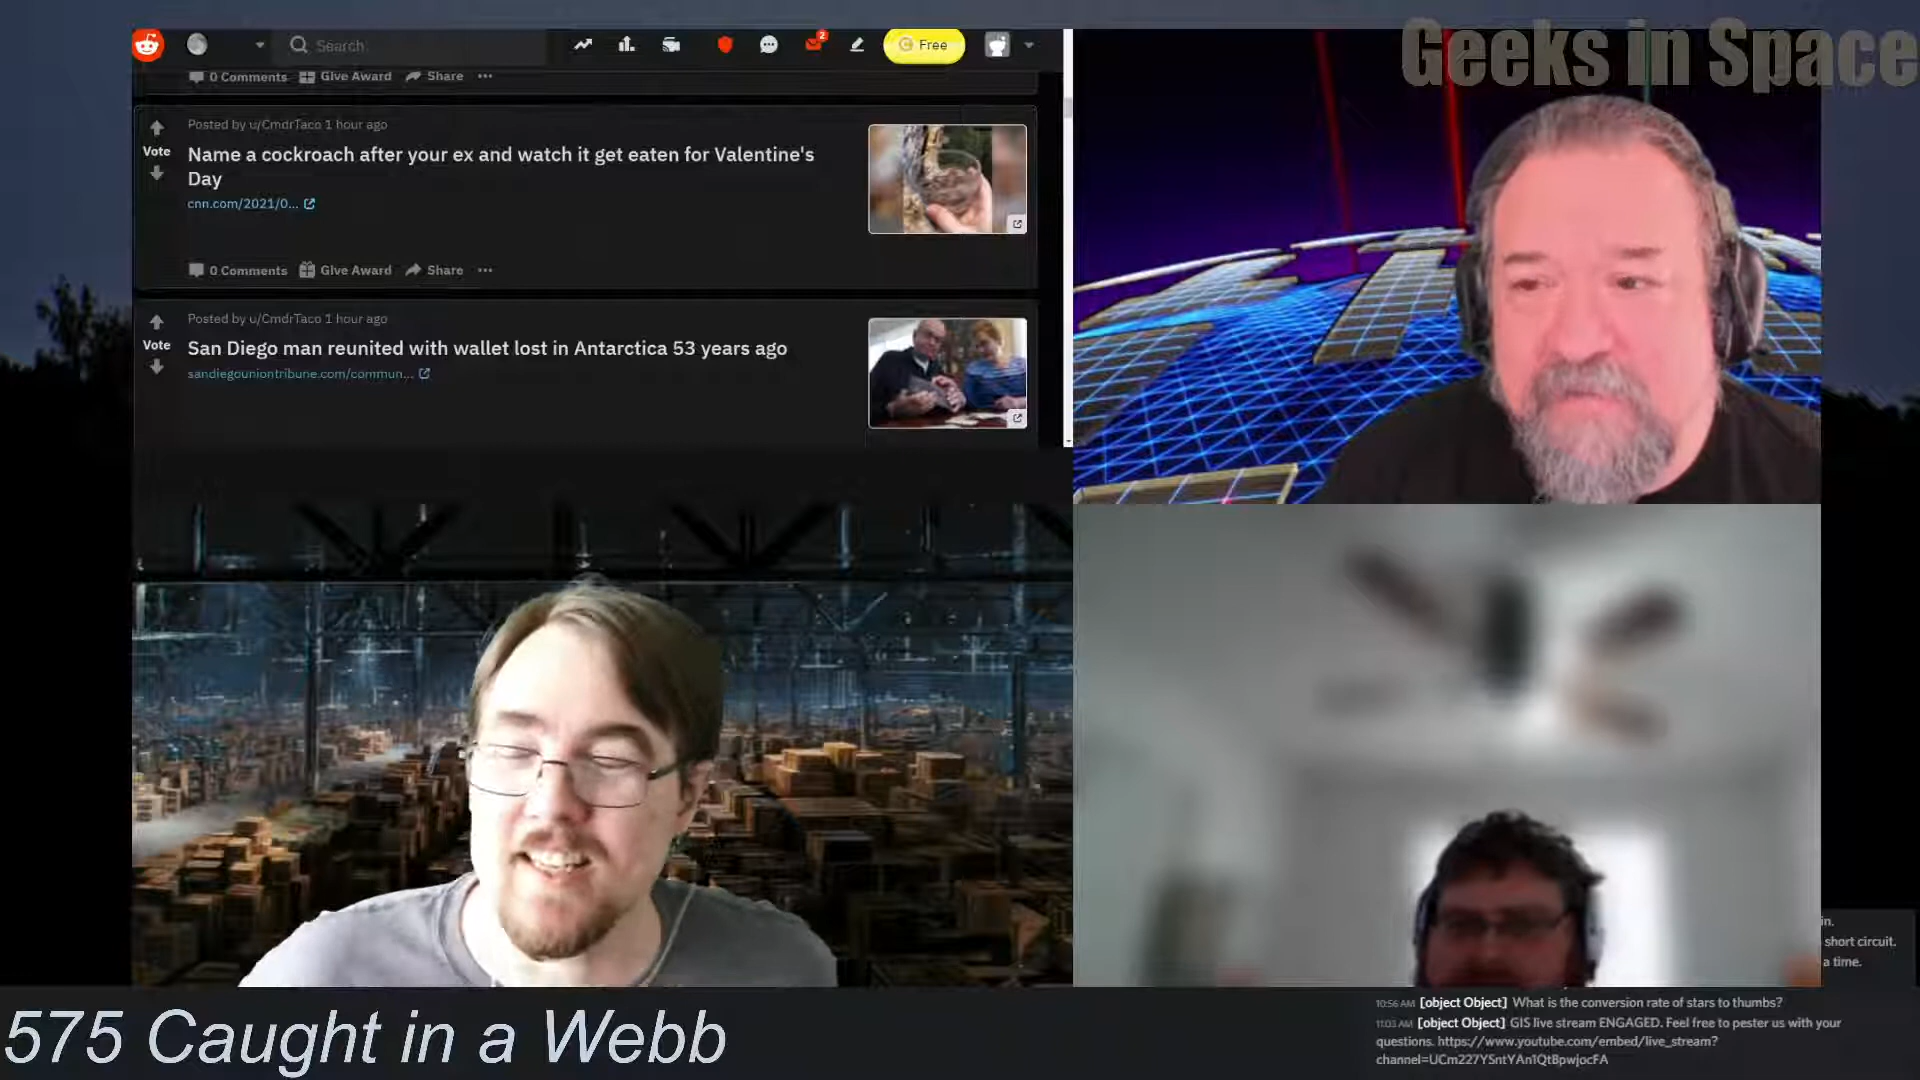 Search
2
Free
0 Comments Give Award Share
Posted by u/CmdrTaco 1 hour ago
Vote
Name a cockroach after your ex and watch it get eaten for Valentine's
Day
cnn.com/2021/0...
0 Comments Give Award Share
Posted by u/CmdrTaco 1 hour ago
Vote
San Diego man reunited with wallet lost in Antarctica 53 years ago
sandiegouniontribune.com/commun...
Geeks in Space
in.
short circuit.
a time.
10:56 AM [object Object] What is the conversion rate of stars to thumbs?
11:03 AM [object Object] GIS live stream ENGAGED. Feel free to pester us with your
questions. https://www.youtube.com/embed/live_stream?
channel=UCm227YSntYAn1QtBpwjocFA
575 Caught in a Webb